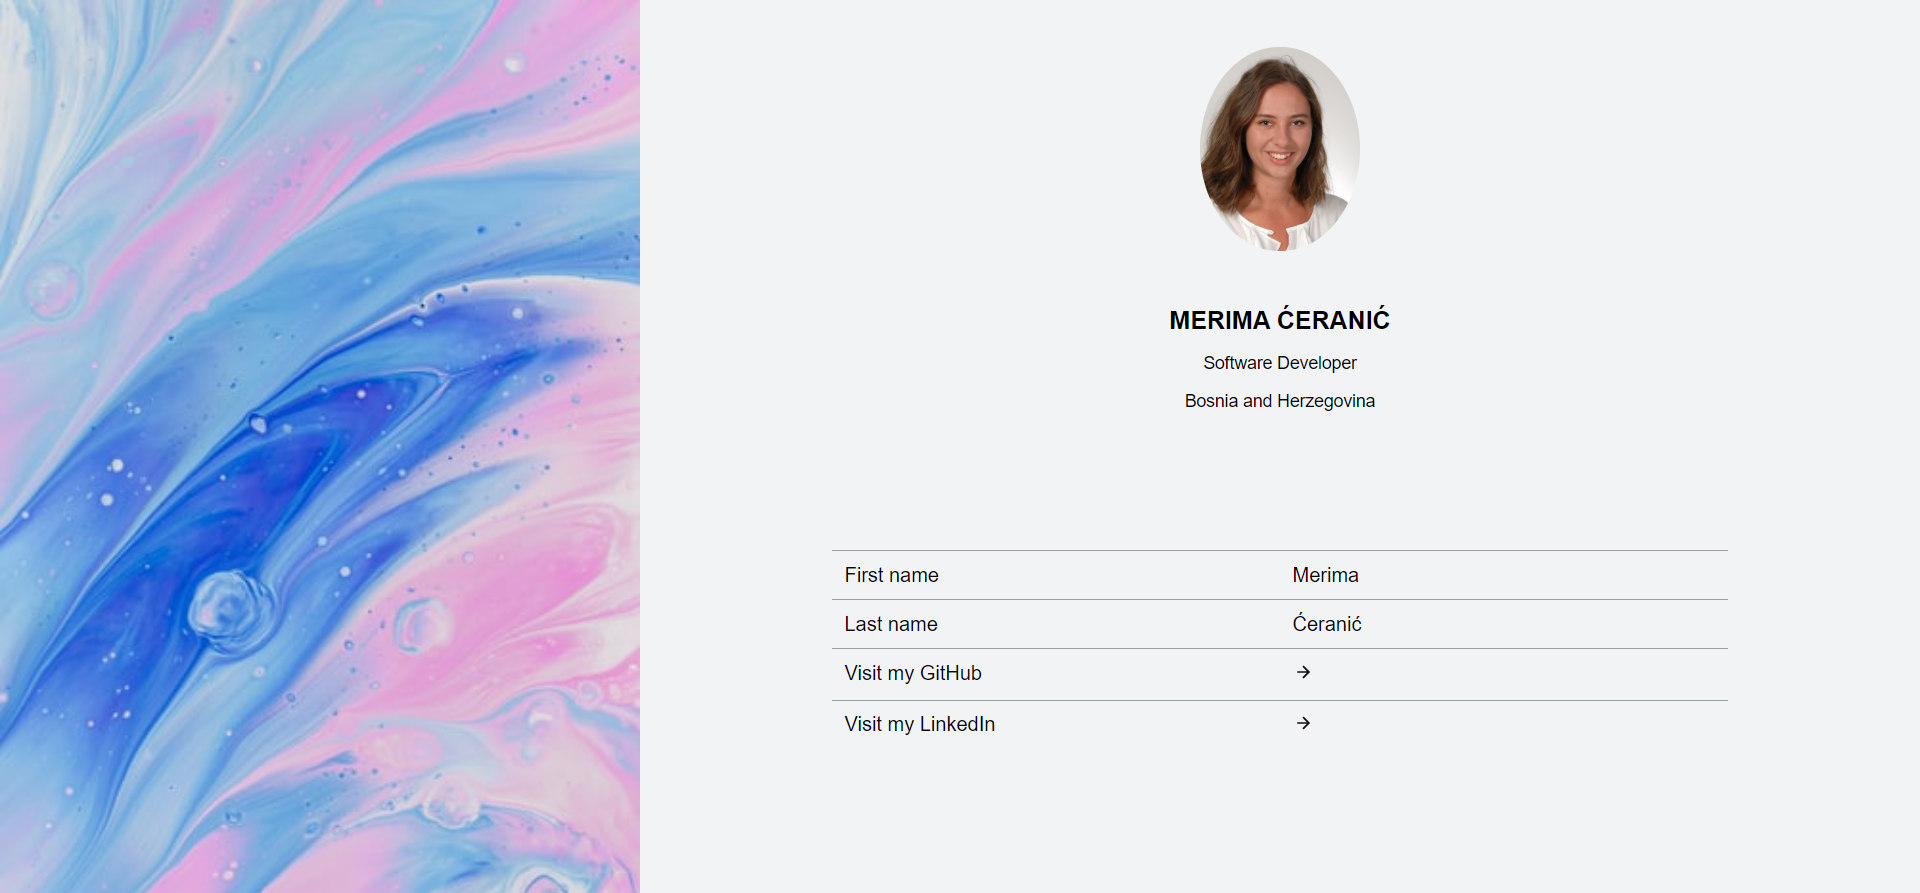 MERIMA ĆERANIĆ
Software Developer
Bosnia and Herzegovina
First name Merima
Last name Ćeranić
Visit my GitHub →
Visit my LinkedIn →